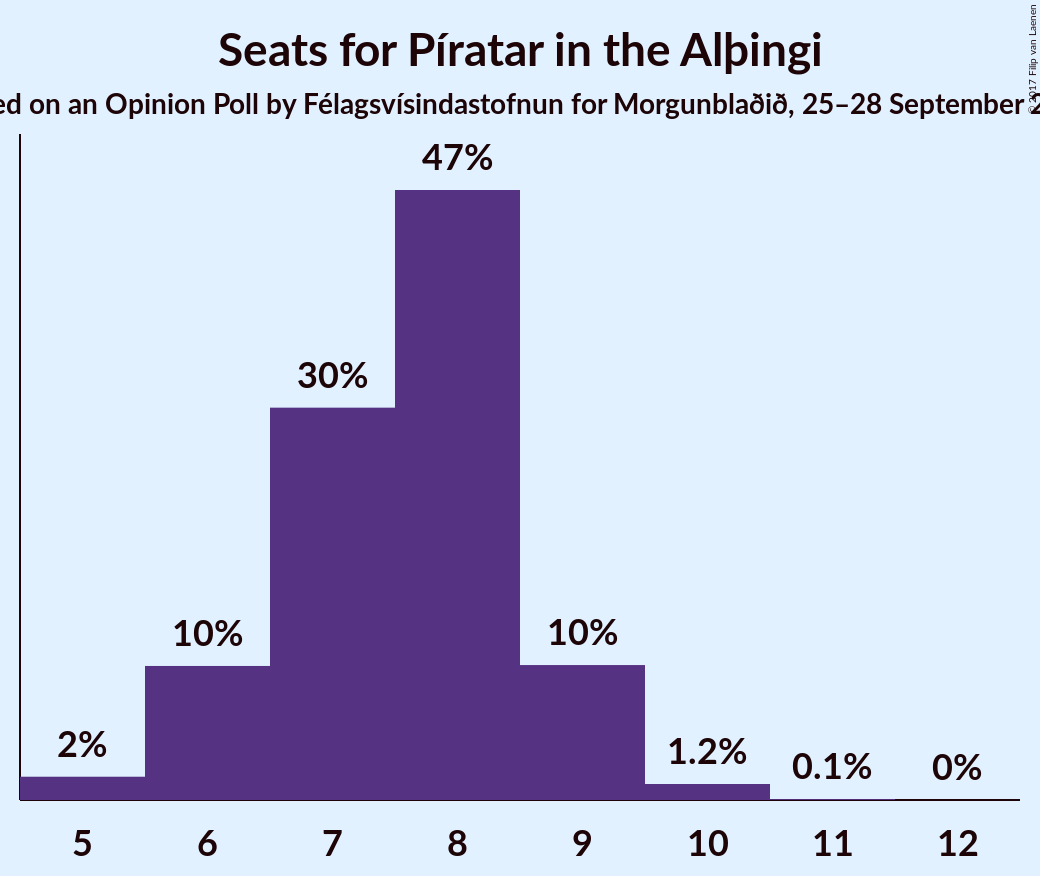 Seats for Píratar in the Alþingi
ed on an Opinion Poll by Félagsvísindastofnun for Morgunblaðið, 25–28 September 2
© 2017 Filip van Laenen
47%
30%
10%
10%
2%
1.2%
0.1%
0%
5 6 7 8 9 10 11 12